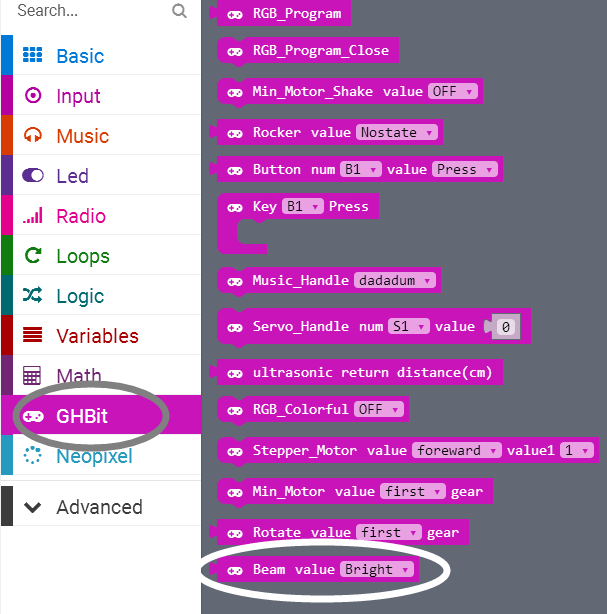 Search...
Basic
Input
Music
Led
Radio
Loops
Logic
Variables
Math
GHBit
Neopixel
Advanced
RGB_Program
RGB_Program_Close
Min_Motor_Shake value OFF
Rocker value Nostate
Button num B1 value Press
Key B1 Press
Music_Handle dadadum
Servo_Handle num S1 value 0
ultrasonic return distance(cm)
RGB_Colorful OFF
Stepper_Motor value foreward value1 1
Min_Motor value first gear
Rotate value first gear
Beam value Bright